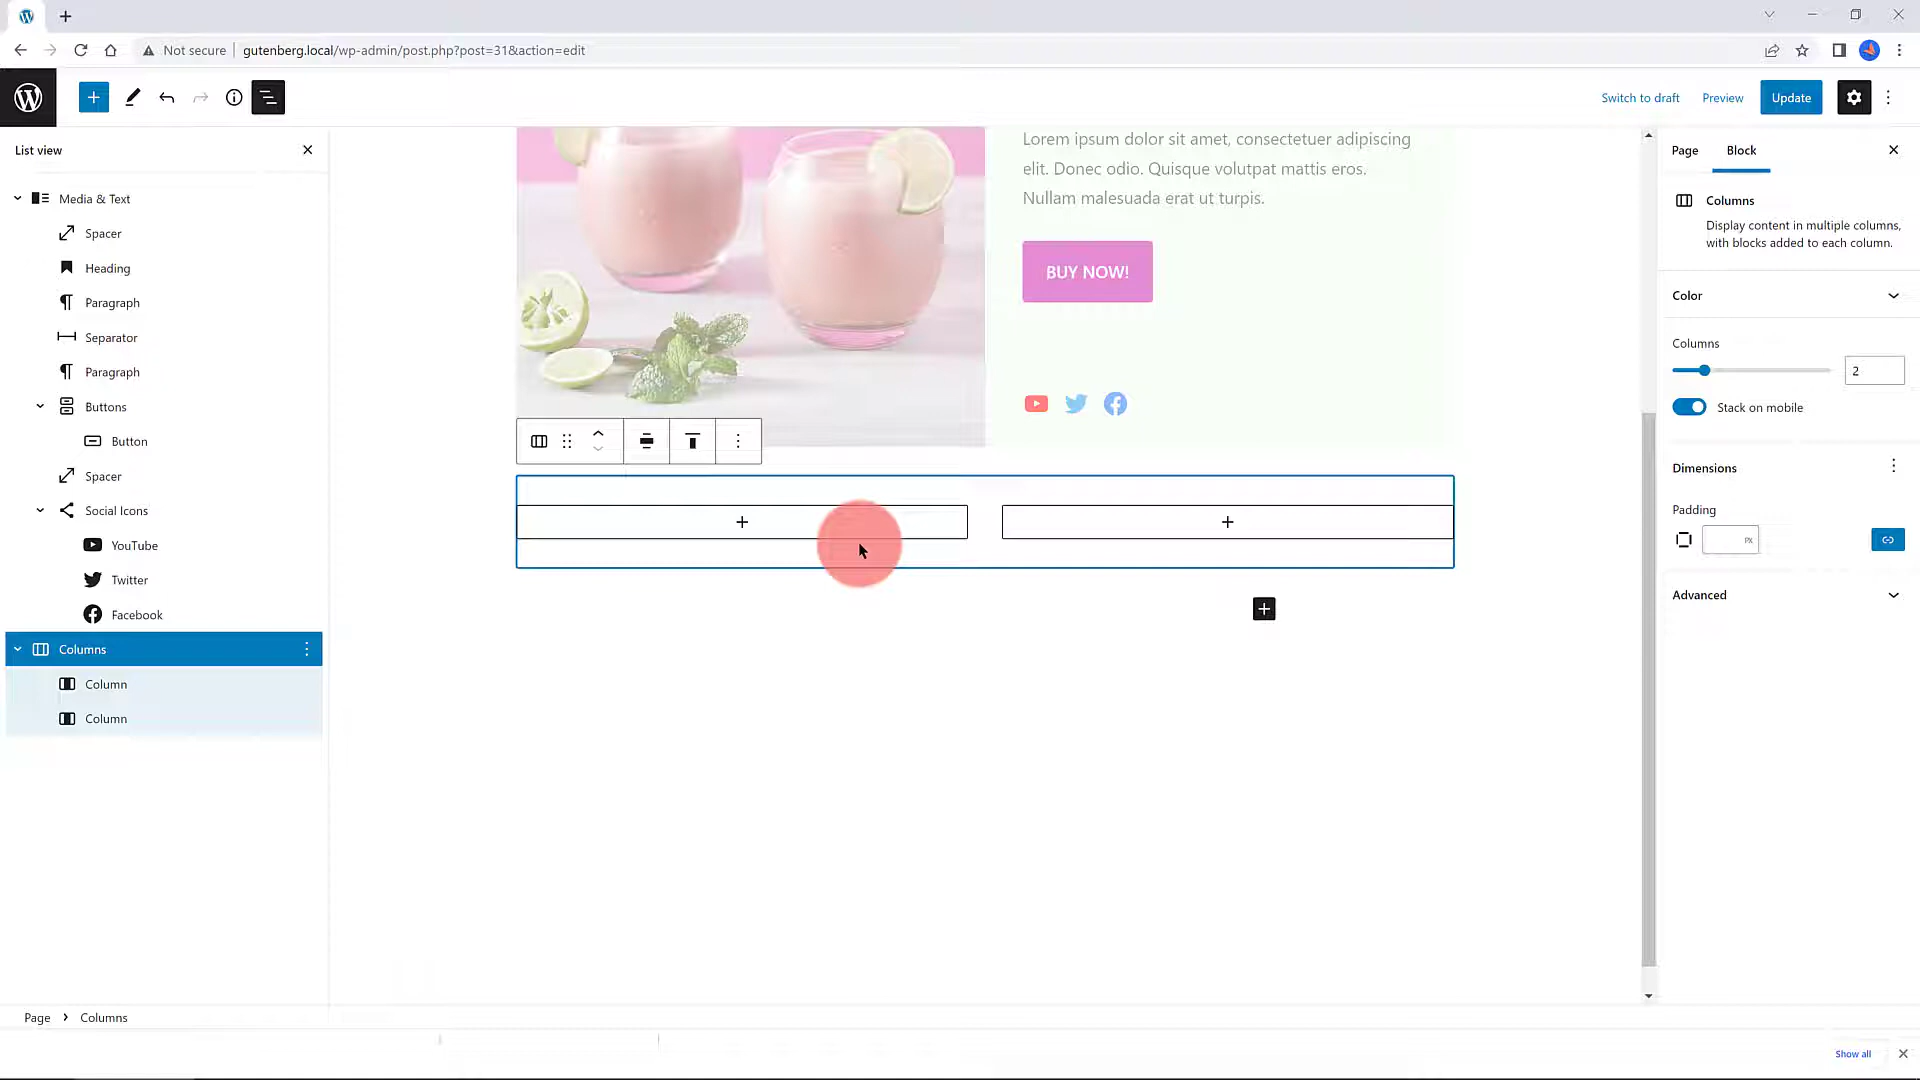 Not secure
gutenberg.local/wp-admin/post.php?post=31&action=edit
Switch to draft
Preview
Update
List view
Media & Text
Spacer
Heading
Paragraph
Separator
Paragraph
Buttons
Button
Spacer
Social Icons
YouTube
Twitter
Facebook
Columns
Column
Column
Lorem ipsum dolor sit amet, consectetuer adipiscing
elit. Donec odio. Quisque volutpat mattis eros.
Nullam malesuada erat ut turpis.
BUY NOW!
Page
Block
Columns
Display content in multiple columns,
with blocks added to each column.
Color
Columns
2
Stack on mobile
Dimensions
Padding
PX
Advanced
Page
Columns
Show all